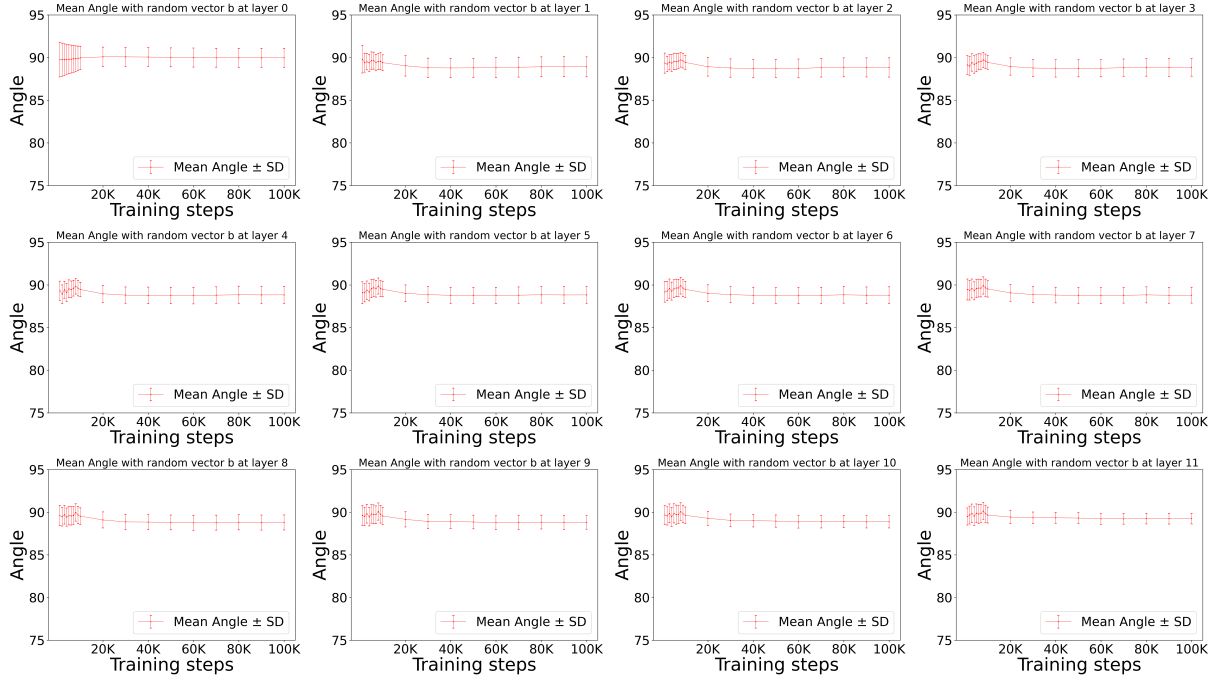 Mean Angle with random vector b at layer 0
95
90
85
80
75
Angle
Mean Angle ± SD
20K 40K 60K 80K 100K
Training steps
Mean Angle with random vector b at layer 1
95
90
85
80
75
Angle
Mean Angle ± SD
20K 40K 60K 80K 100K
Training steps
Mean Angle with random vector b at layer 2
95
90
85
80
75
Angle
Mean Angle ± SD
20K 40K 60K 80K 100K
Training steps
Mean Angle with random vector b at layer 3
95
90
85
80
75
Angle
Mean Angle ± SD
20K 40K 60K 80K 100K
Training steps
Mean Angle with random vector b at layer 4
95
90
85
80
75
Angle
Mean Angle ± SD
20K 40K 60K 80K 100K
Training steps
Mean Angle with random vector b at layer 5
95
90
85
80
75
Angle
Mean Angle ± SD
20K 40K 60K 80K 100K
Training steps
Mean Angle with random vector b at layer 6
95
90
85
80
75
Angle
Mean Angle ± SD
20K 40K 60K 80K 100K
Training steps
Mean Angle with random vector b at layer 7
95
90
85
80
75
Angle
Mean Angle ± SD
20K 40K 60K 80K 100K
Training steps
Mean Angle with random vector b at layer 8
95
90
85
80
75
Angle
Mean Angle ± SD
20K 40K 60K 80K 100K
Training steps
Mean Angle with random vector b at layer 9
95
90
85
80
75
Angle
Mean Angle ± SD
20K 40K 60K 80K 100K
Training steps
Mean Angle with random vector b at layer 10
95
90
85
80
75
Angle
Mean Angle ± SD
20K 40K 60K 80K 100K
Training steps
Mean Angle with random vector b at layer 11
95
90
85
80
75
Angle
Mean Angle ± SD
20K 40K 60K 80K 100K
Training steps